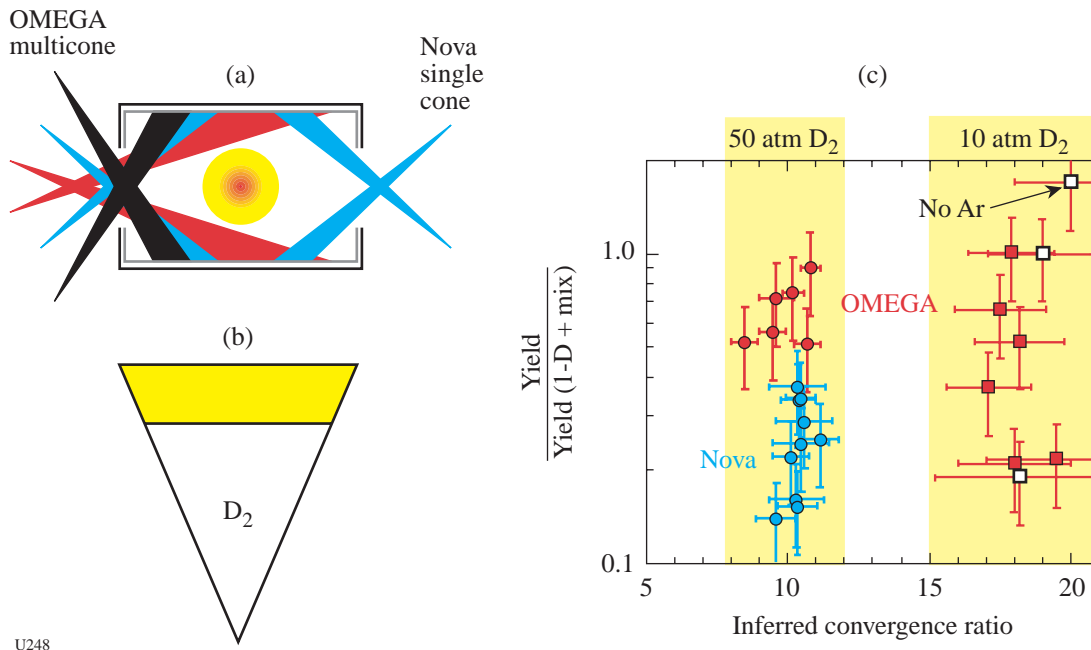 OMEGA
multicone
(a)
Nova
single
cone
(b)
D2
U248
(c)
50 atm D2
10 atm D2
No Ar
1.0
OMEGA
Nova
0.1
Yield
Yield (1-D + mix)
5
10
15
20
Inferred convergence ratio